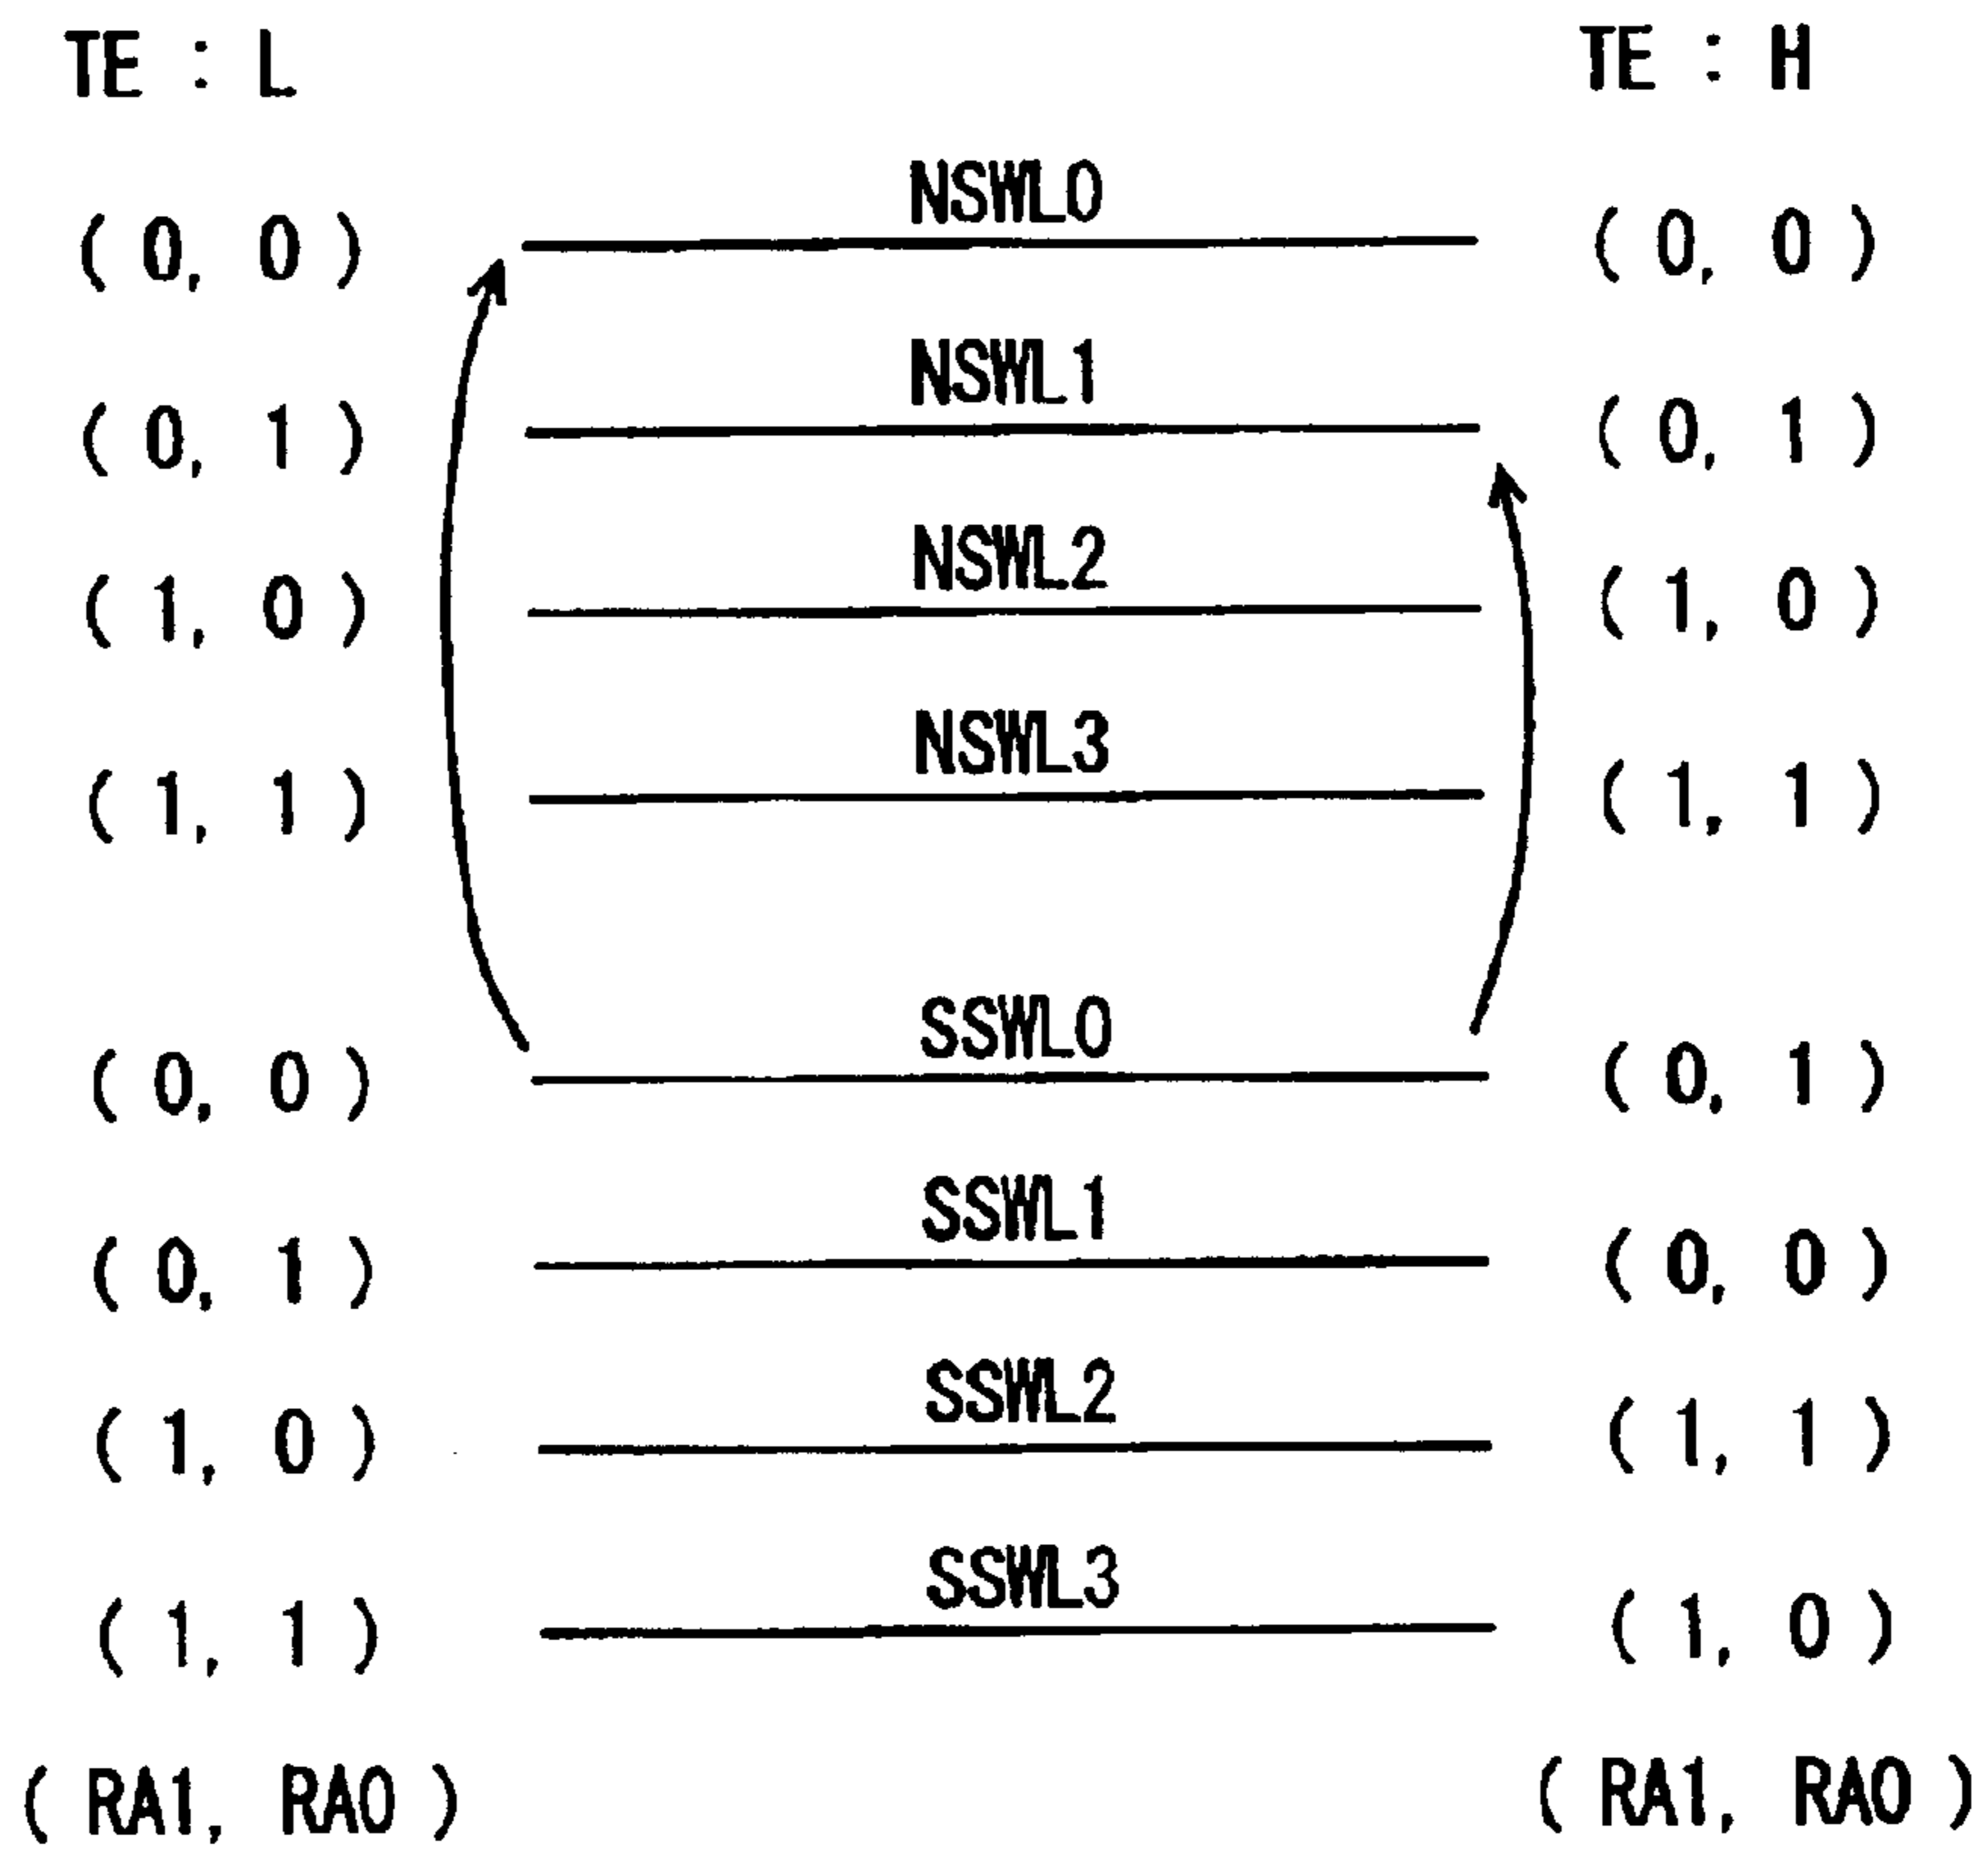 TE : L TE : H
NSWL0
( 0, 0 ) ( 0, 0 )
NSWL1
( 0, 1 ) ( 0, 1 )
NSWL2
( 1, 0 ) ( 1, 0 )
NSWL3
( 1, 1 ) ( 1, 1 )
SSWL0
( 0, 0 ) ( 0, 1 )
SSWL1
( 0, 1 ) ( 0, 0 )
SSWL2
( 1, 0 ) ( 1, 1 )
SSWL3
( 1, 1 ) ( 1, 0 )
( RA1, RA0 ) ( RA1, RA0 )